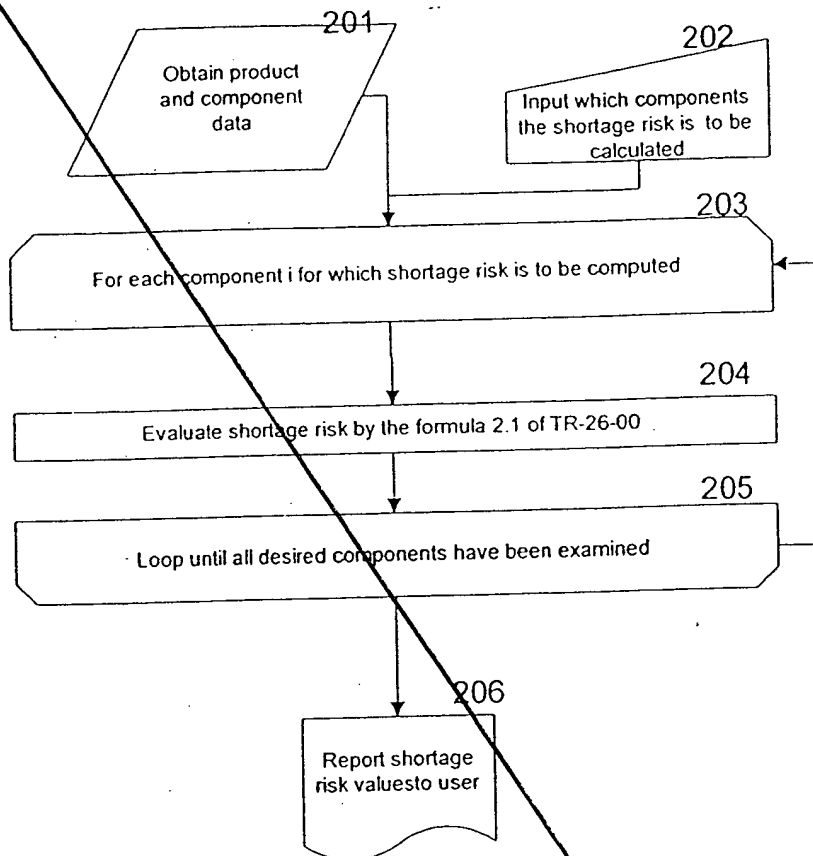 201
Obtain product
and component
data
202
Input which components
the shortage risk is to be
calculated
203
For each component i for which shortage risk is to be computed
204
Evaluate shortage risk by the formula 2.1 of TR-26-00
205
Loop until all desired components have been examined
206
Report shortage
risk valuesto user